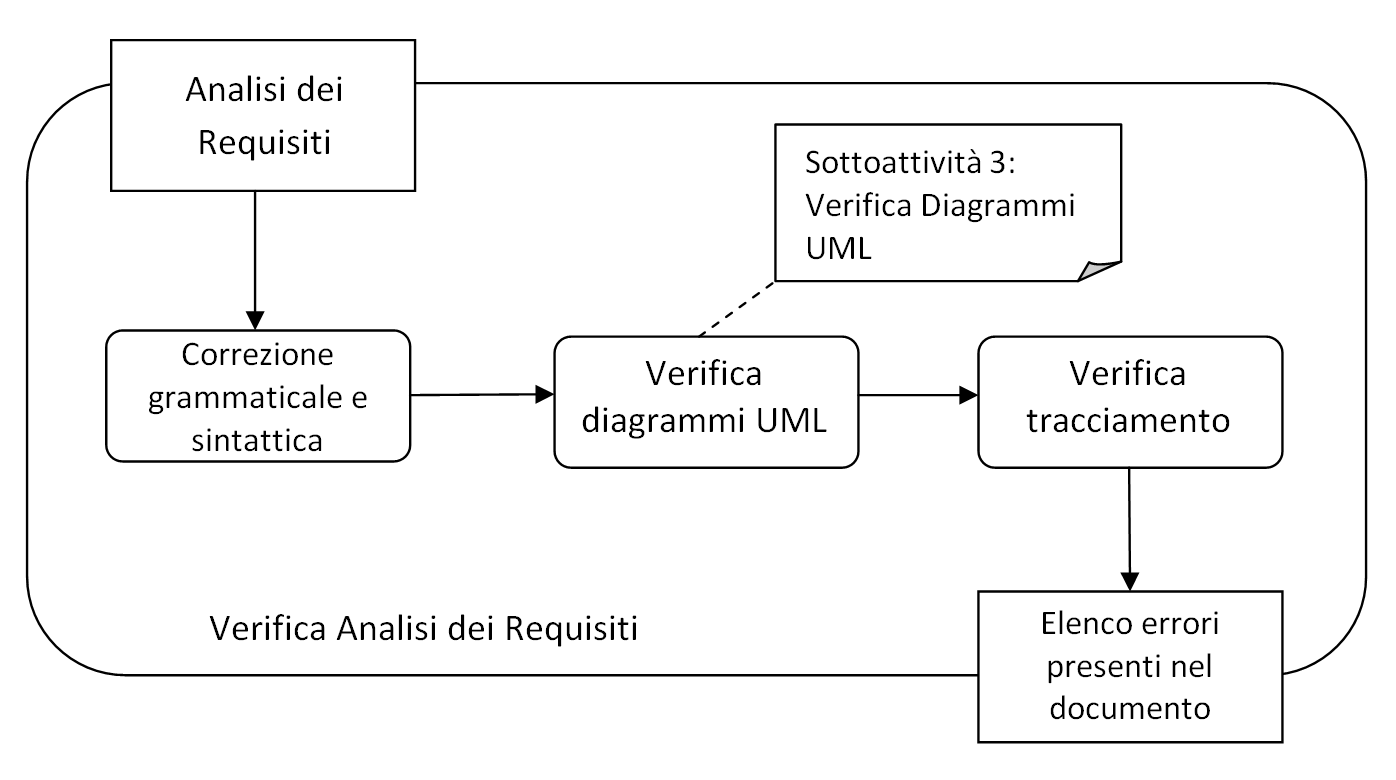 Analisi dei
Requisiti
Sottoattività 3:
Verifica Diagrammi
UML
Correzione
grammaticale e
sintattica
Verifica
diagrammi UML
Verifica
tracciamento
Verifica Analisi dei Requisiti
Elenco errori
presenti nel
documento